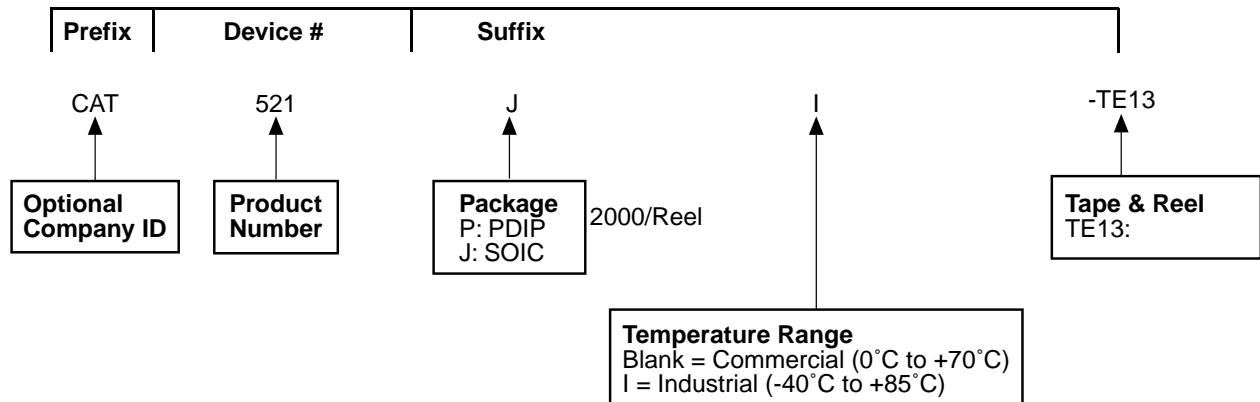 Prefix Device # Suffix
CAT 521 J I -TE13
Optional
Company ID
Product
Number
Package
P: PDIP
J: SOIC
2000/Reel
Tape & Reel
TE13:
Temperature Range
Blank = Commercial (0˚C to +70˚C)
I = Industrial (-40˚C to +85˚C)